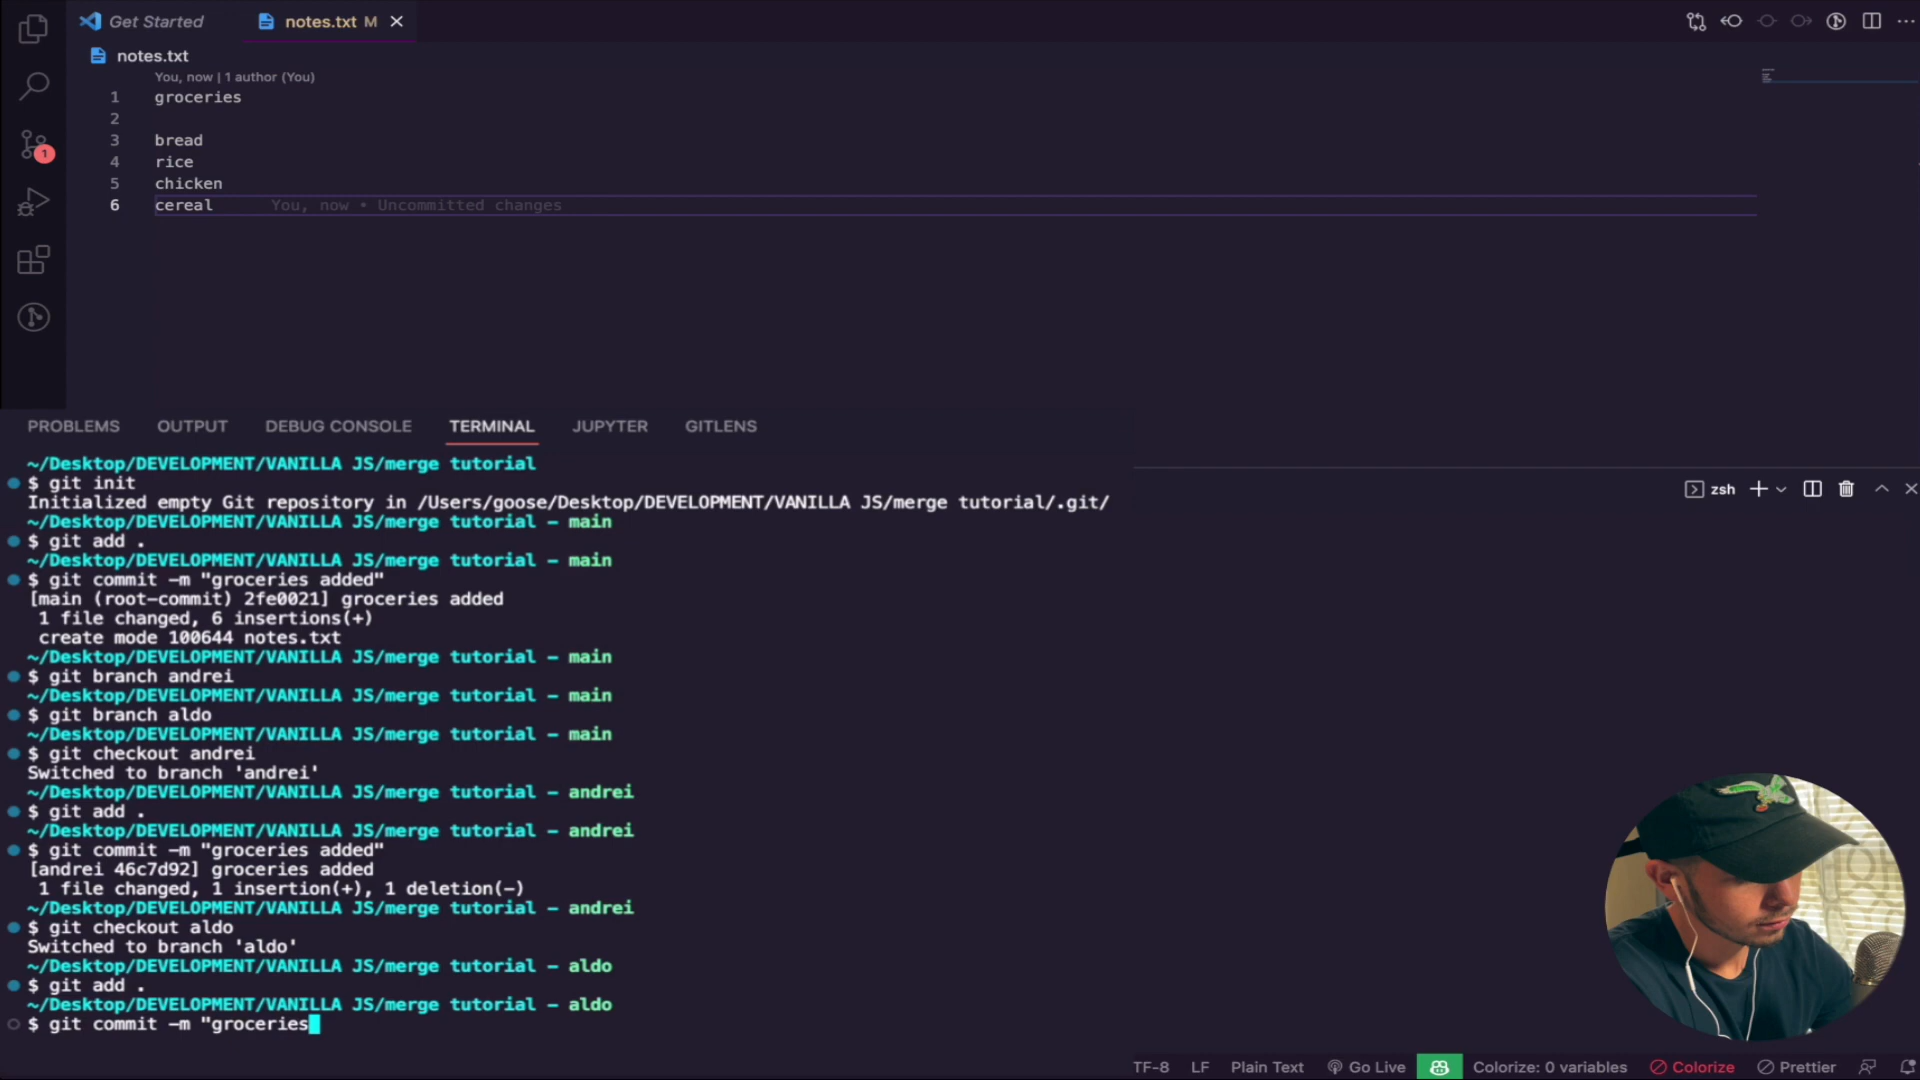 Get Started
notes.txt M
notes.txt
You, now | 1 author (You)
1 groceries
2
3 bread
4 rice
5 chicken
6 cereal You, now • Uncommitted changes
1
PROBLEMS OUTPUT DEBUG CONSOLE TERMINAL JUPYTER GITLENS
zsh
~/Desktop/DEVELOPMENT/VANILLA JS/merge tutorial
$ git init
Initialized empty Git repository in /Users/goose/Desktop/DEVELOPMENT/VANILLA JS/merge tutorial/.git/
~/Desktop/DEVELOPMENT/VANILLA JS/merge tutorial – main
$ git add .
~/Desktop/DEVELOPMENT/VANILLA JS/merge tutorial – main
$ git commit –m "groceries added"
[main (root–commit) 2fe0021] groceries added
1 file changed, 6 insertions(+)
create mode 100644 notes.txt
~/Desktop/DEVELOPMENT/VANILLA JS/merge tutorial – main
$ git branch andrei
~/Desktop/DEVELOPMENT/VANILLA JS/merge tutorial – main
$ git branch aldo
~/Desktop/DEVELOPMENT/VANILLA JS/merge tutorial – main
$ git checkout andrei
Switched to branch 'andrei'
~/Desktop/DEVELOPMENT/VANILLA JS/merge tutorial – andrei
$ git add .
~/Desktop/DEVELOPMENT/VANILLA JS/merge tutorial – andrei
$ git commit –m "groceries added"
[andrei 46c7d92] groceries added
1 file changed, 1 insertion(+), 1 deletion(–)
~/Desktop/DEVELOPMENT/VANILLA JS/merge tutorial – andrei
$ git checkout aldo
Switched to branch 'aldo'
~/Desktop/DEVELOPMENT/VANILLA JS/merge tutorial – aldo
$ git add .
~/Desktop/DEVELOPMENT/VANILLA JS/merge tutorial – aldo
$ git commit –m "groceries
TF-8 LF Plain Text Go Live Colorize: 0 variables Colorize Prettier